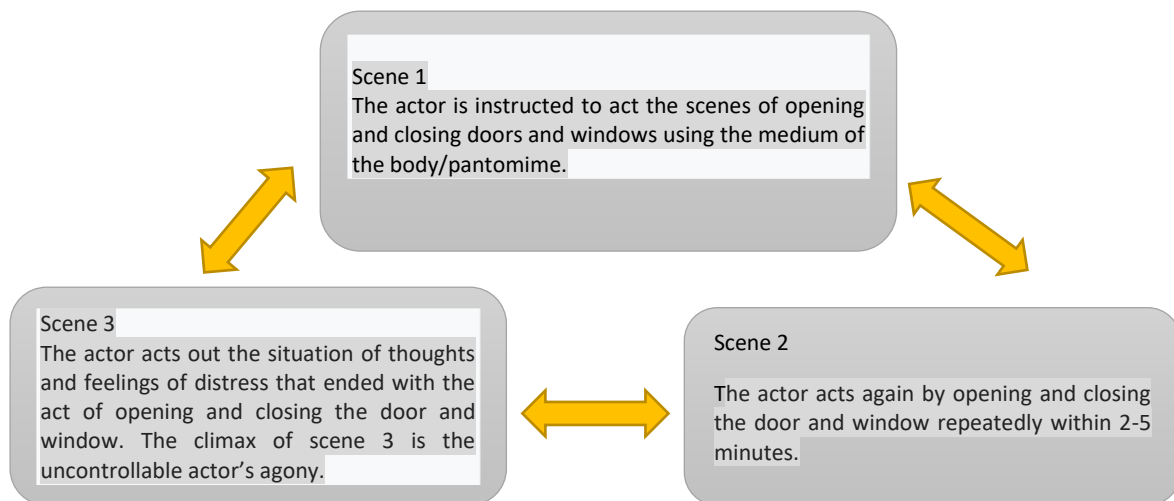 Scene 1
The actor is instructed to act the scenes of opening
and closing doors and windows using the medium of
the body/pantomime.
Scene 2
The actor acts again by opening and closing
the door and window repeatedly within 2-5
minutes.
Scene 3
The actor acts out the situation of thoughts
and feelings of distress that ended with the
act of opening and closing the door and
window. The climax of scene 3 is the
uncontrollable actor’s agony.